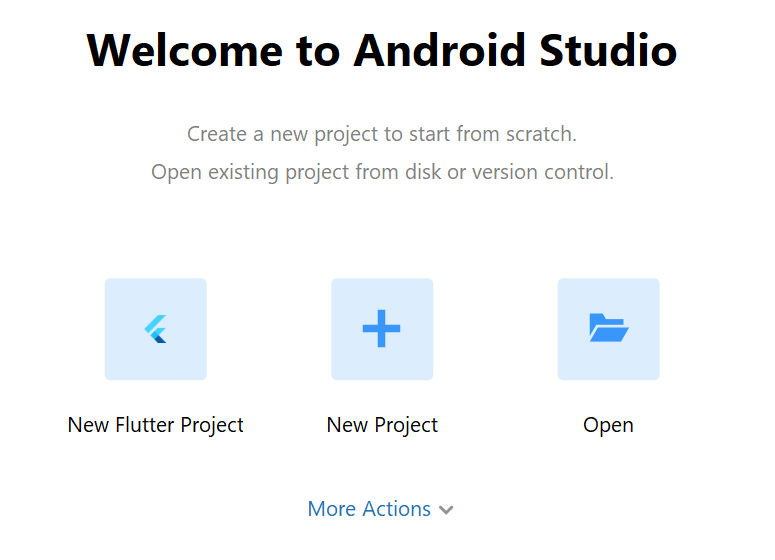 Welcome to Android Studio
Create a new project to start from scratch.
Open existing project from disk or version control.
New Flutter Project
New Project
Open
More Actions